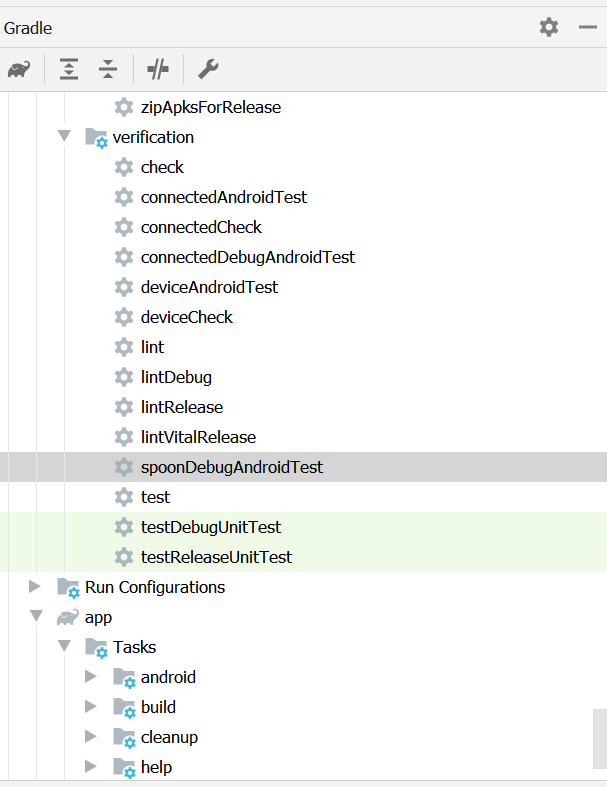 Gradle
zipApksForRelease
verification
check
connectedAndroidTest
connectedCheck
connectedDebugAndroidTest
deviceAndroidTest
deviceCheck
lint
lintDebug
lintRelease
lintVitalRelease
spoonDebugAndroidTest
test
testDebugUnitTest
testReleaseUnitTest
Run Configurations
app
Tasks
android
build
cleanup
help